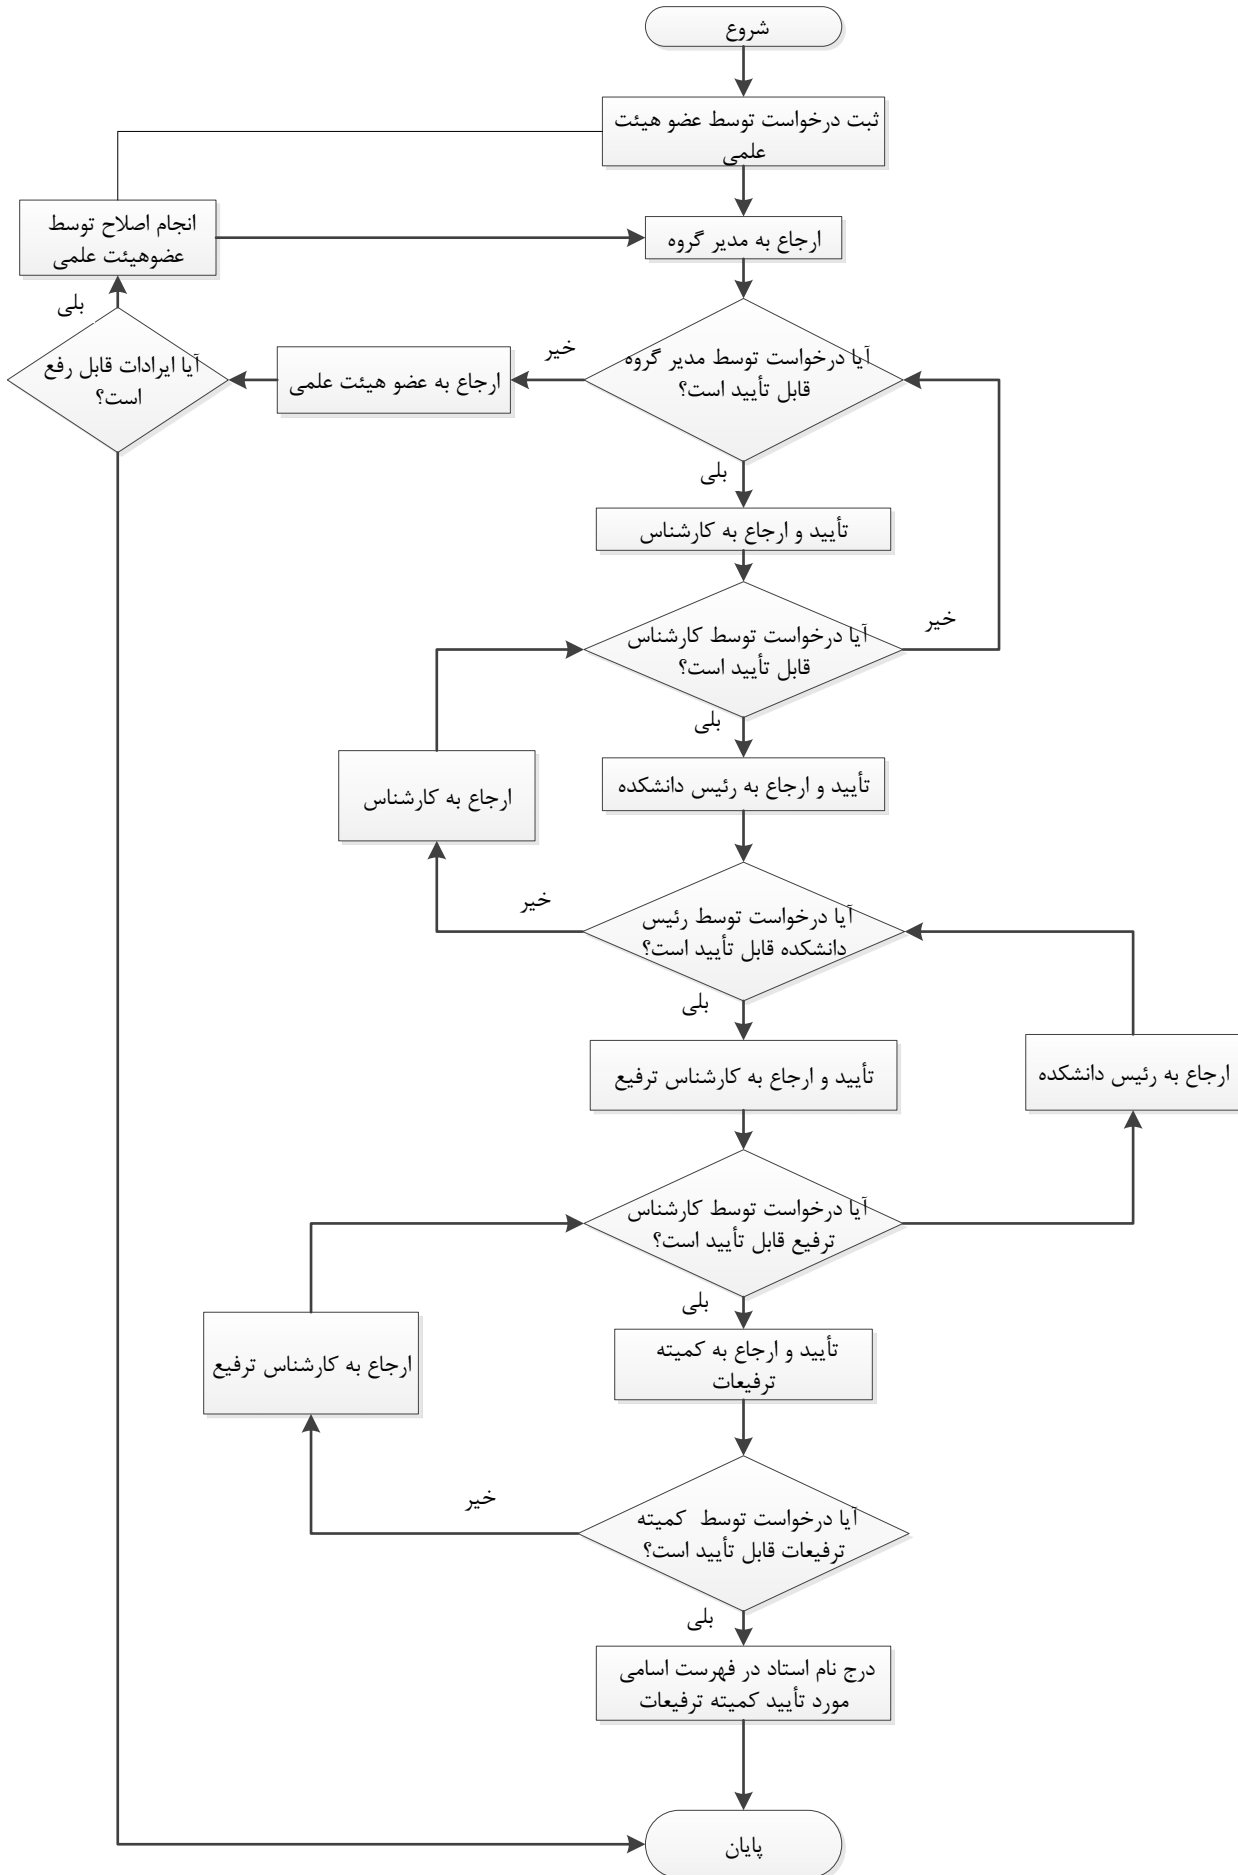 شروع
ثبت درخواست توسط عضو هیئت
علمی
انجام اصلاح توسط
عضوهیئت علمی
ارجاع به مدیر گروه
بلی
آیا ایرادات قابل رفع
است؟
ارجاع به عضو هیئت علمی
خیر
آیا درخواست توسط مدیر گروه
قابل تأیید است؟
بلی
تأیید و ارجاع به کارشناس
آیا درخواست توسط کارشناس
قابل تأیید است؟
خیر
بلی
تأیید و ارجاع به رئیس دانشکده
ارجاع به کارشناس
خیر
آیا درخواست توسط رئیس
دانشکده قابل تأیید است؟
بلی
تأیید و ارجاع به کارشناس ترفیع
ارجاع به رئیس دانشکده
آیا درخواست توسط کارشناس
ترفیع قابل تأیید است؟
بلی
تأیید و ارجاع به کمیته
ترفیعات
ارجاع به کارشناس ترفیع
خیر
آیا درخواست توسط کمیته
ترفیعات قابل تأیید است؟
بلی
درج نام استاد در فهرست اسامی
مورد تأیید کمیته ترفیعات
پایان